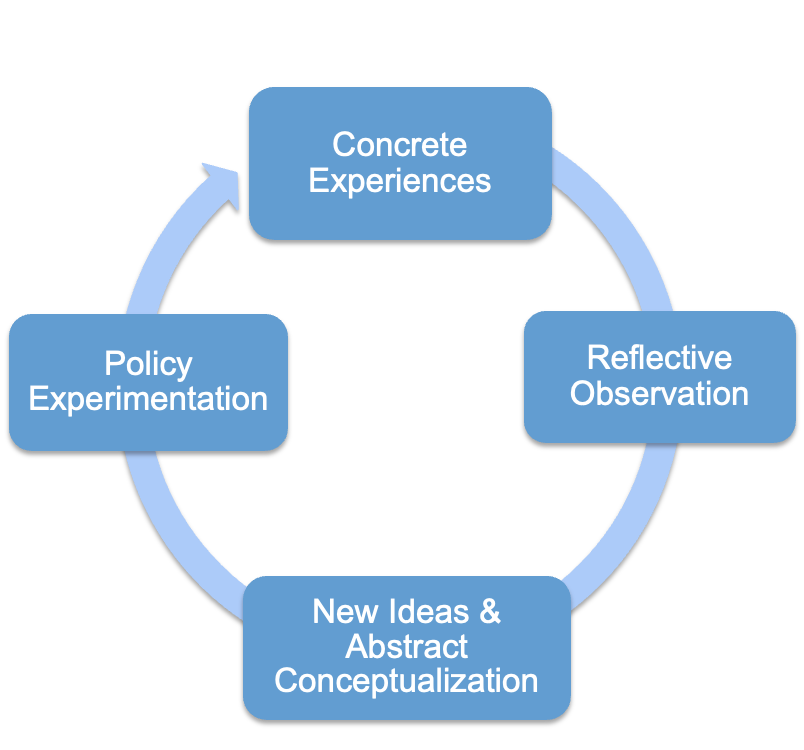 Concrete
Experiences
Reflective
Observation
New Ideas &
Abstract
Conceptualization
Policy
Experimentation